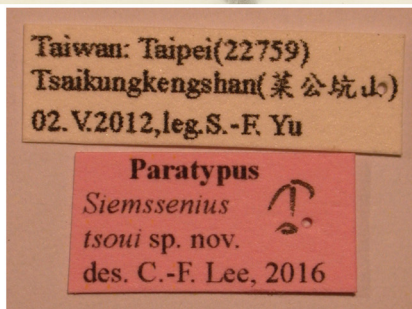 Taiwan: Taipei(22759)
Tsaikungkengshan(菜公坑山)
02.V.2012,leg.S.-F. Yu
Paratypus
Siemssenius
tsoui sp. nov.
des. C.-F. Lee, 2016